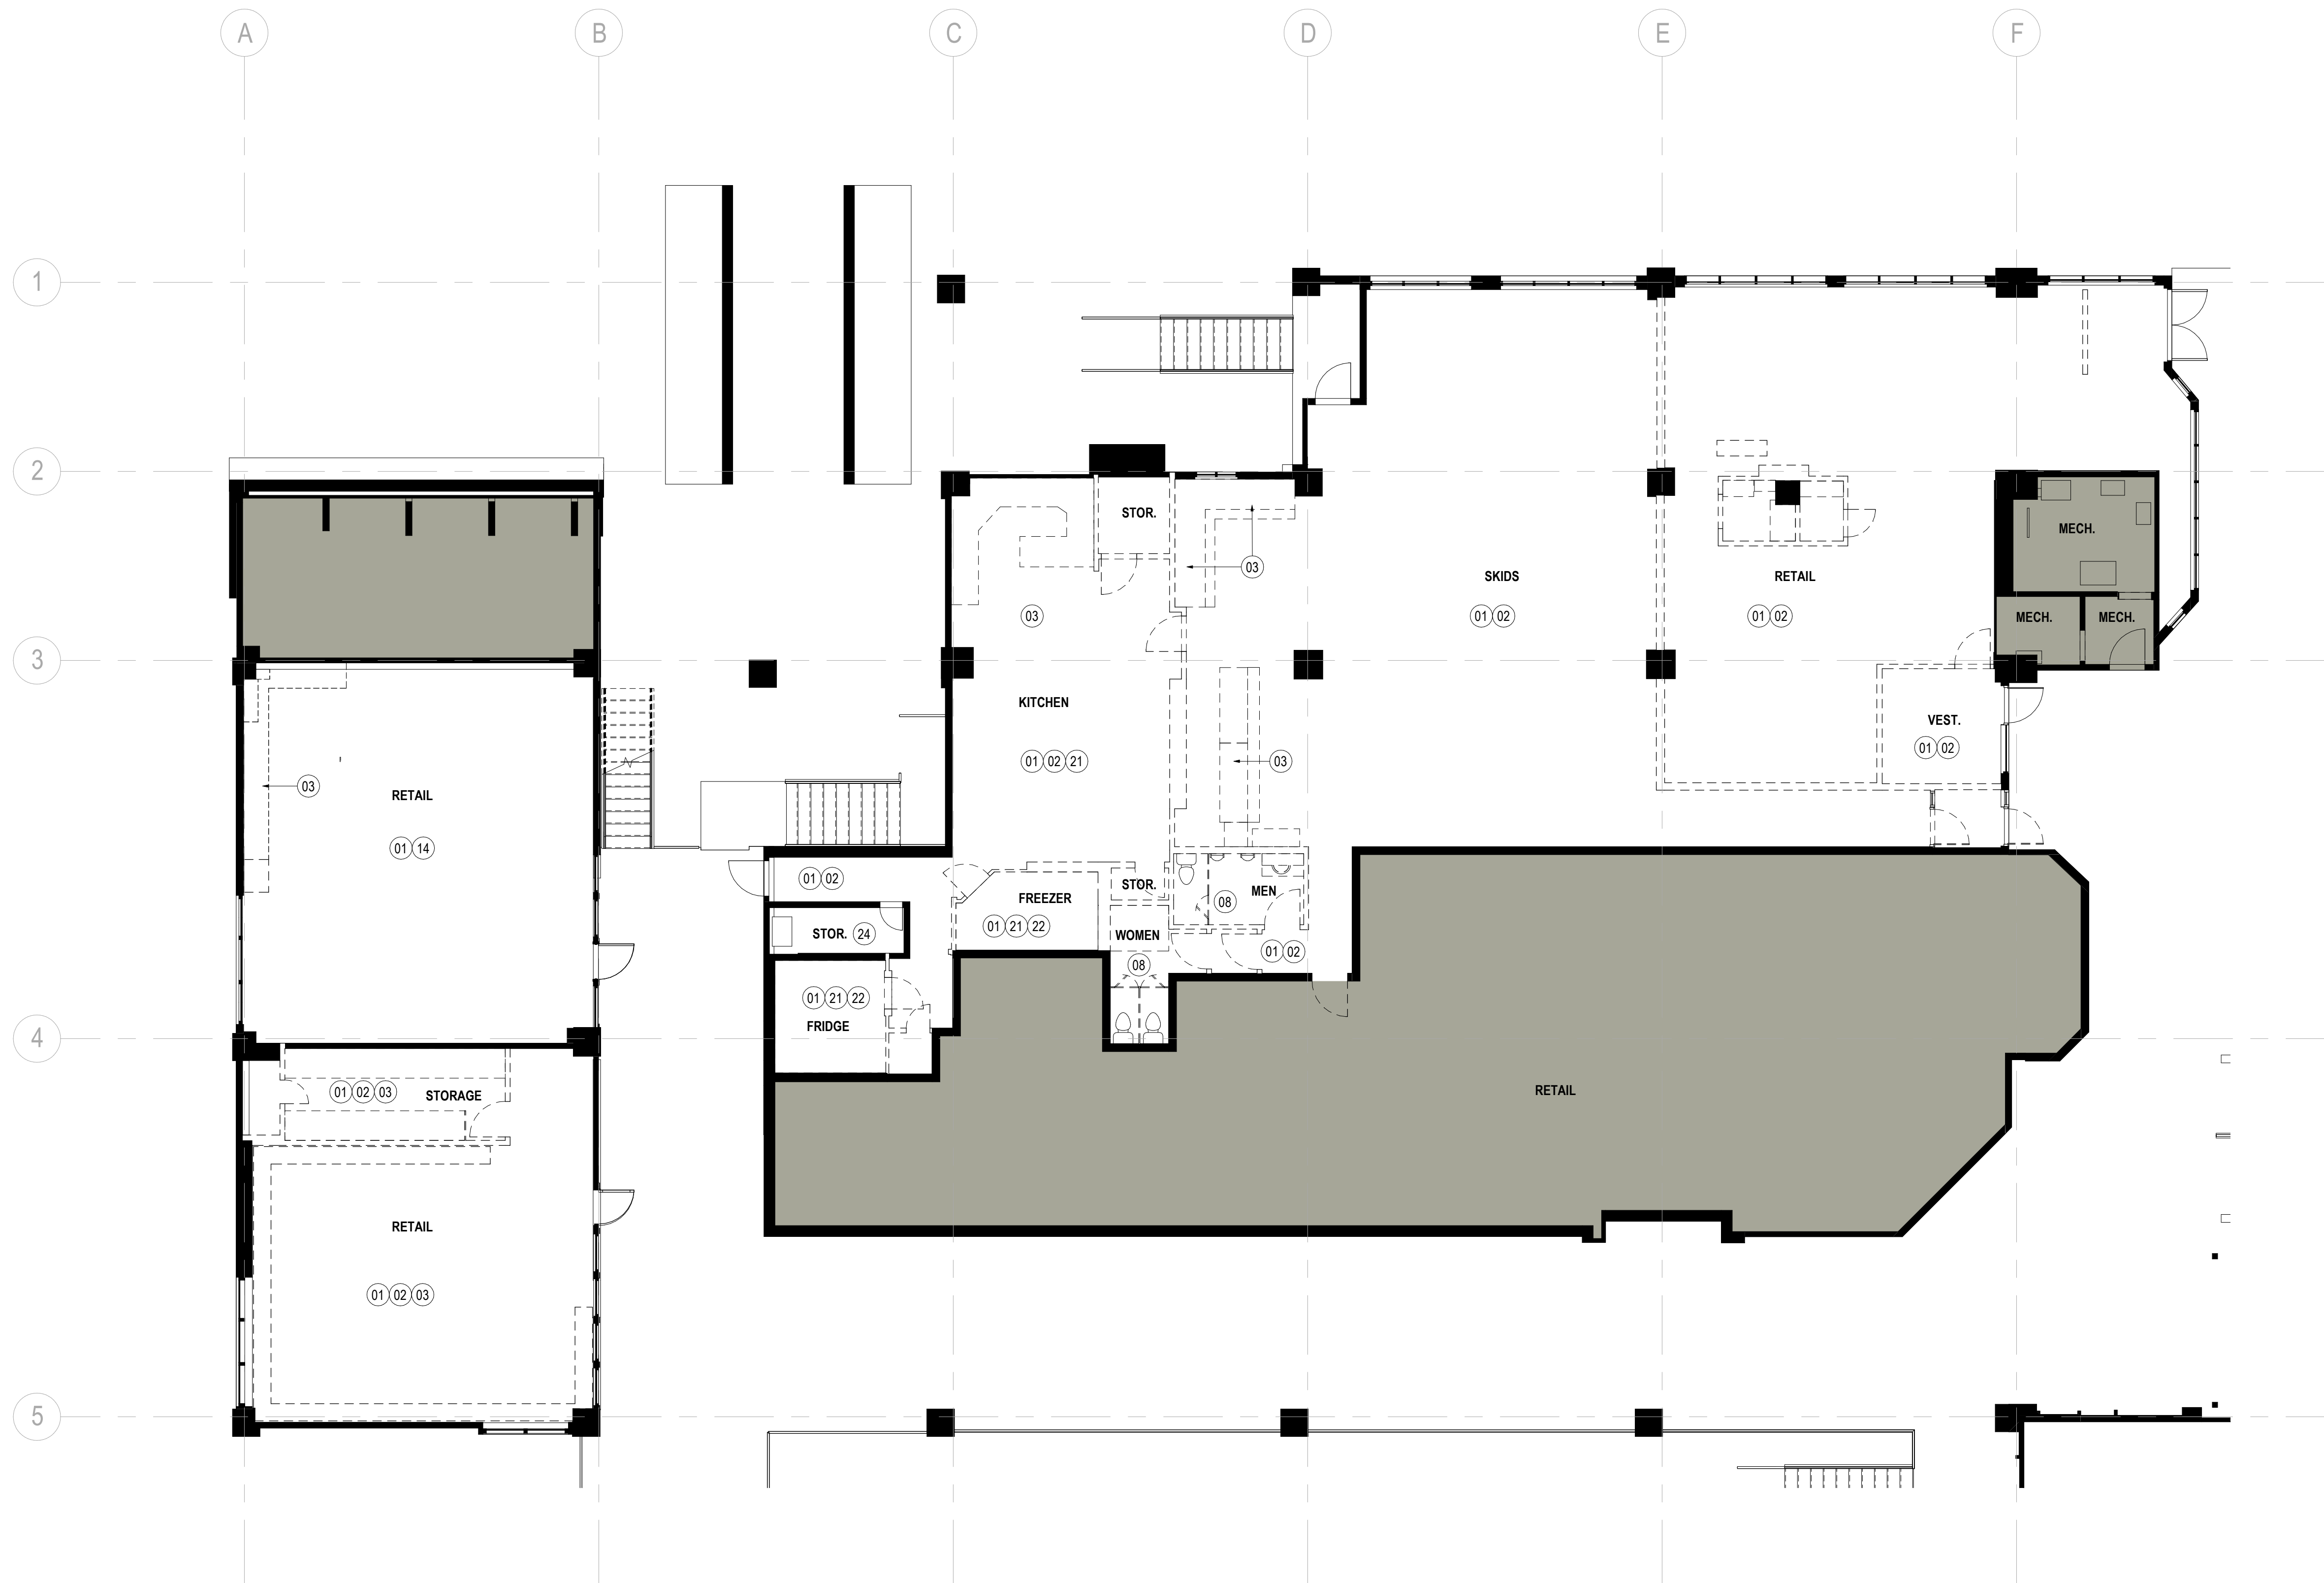 A B C D E F
1
2
3
4
5
STOR.
MECH.
03
SKIDS
RETAIL
03
01 02
01 02
MECH.
MECH.
KITCHEN
VEST.
01 02
01 02 21
03
03
RETAIL
01 14
01 02
STOR.
MEN
FREEZER
08
01 21 22
STOR. 24
WOMEN
01 02
08
01 21 22
FRIDGE
01 02 03
STORAGE
RETAIL
RETAIL
01 02 03